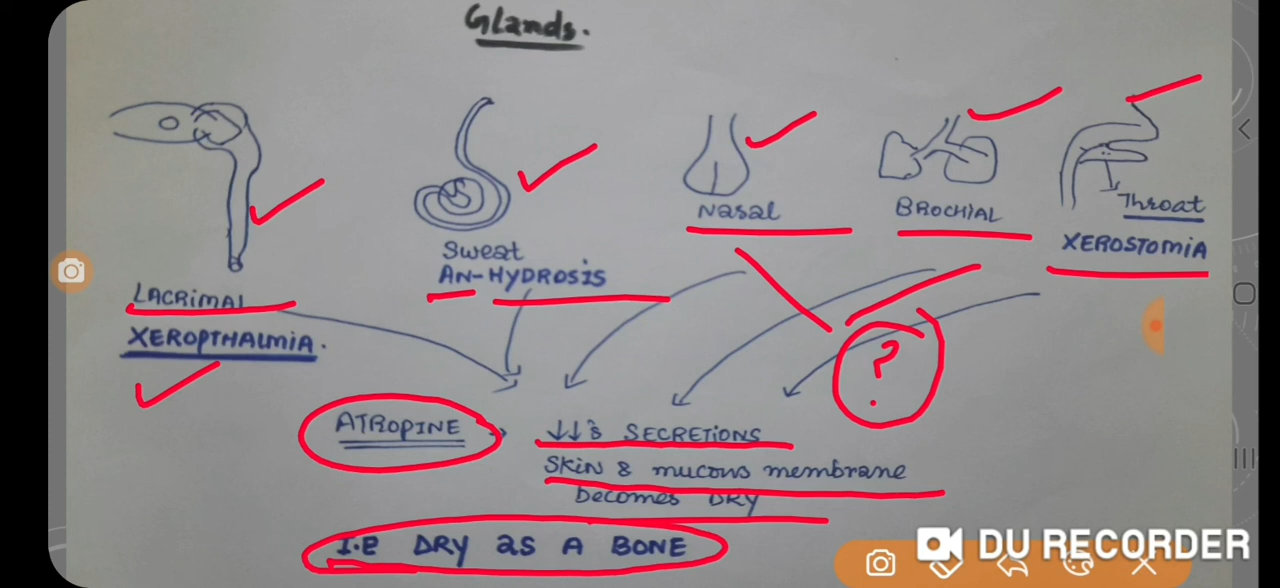 Glands.
Nasal
BROCHIAL
Throat
XEROSTOMIA
Sweat
AN-HYDROSIS
LACRIMAL
XEROPTHALMIA.
?
ATROPINE → ↓↓'s SECRETIONS
Skin & mucous membrane
becomes DRY
I.e DRY as A BONE
DU RECORDER